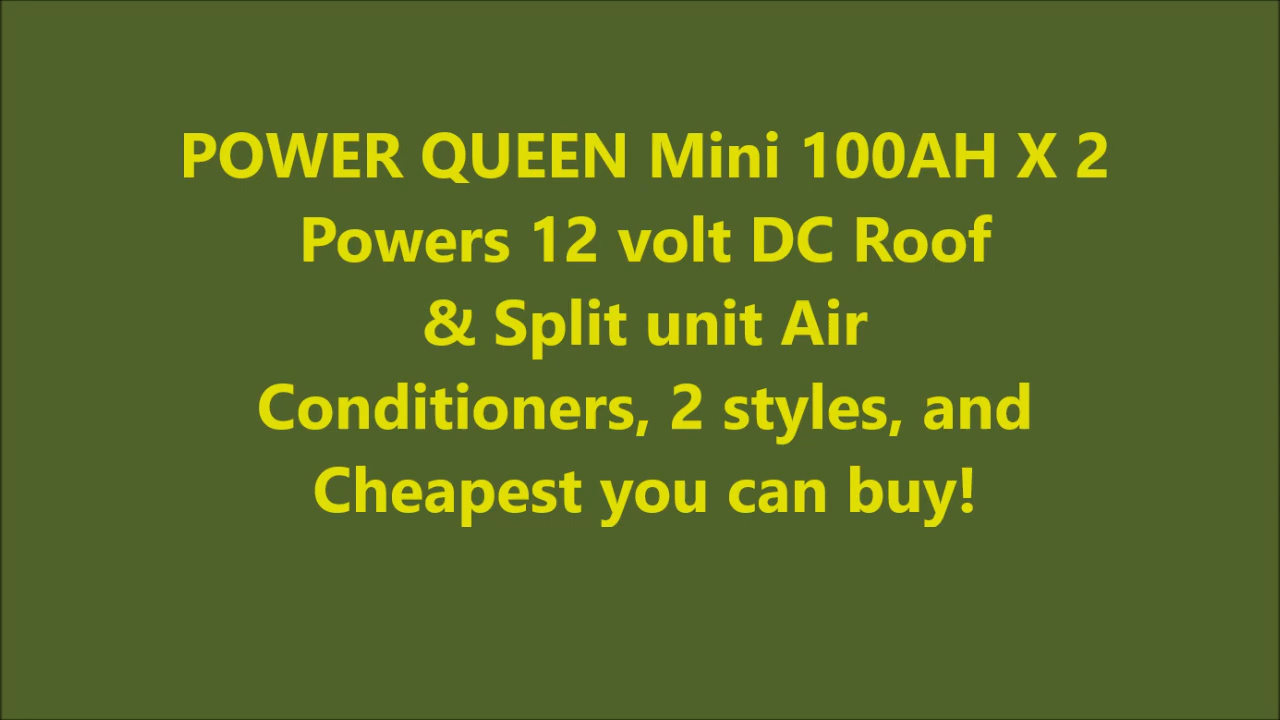 POWER QUEEN Mini 100AH X 2
Powers 12 volt DC Roof
& Split unit Air
Conditioners, 2 styles, and
Cheapest you can buy!